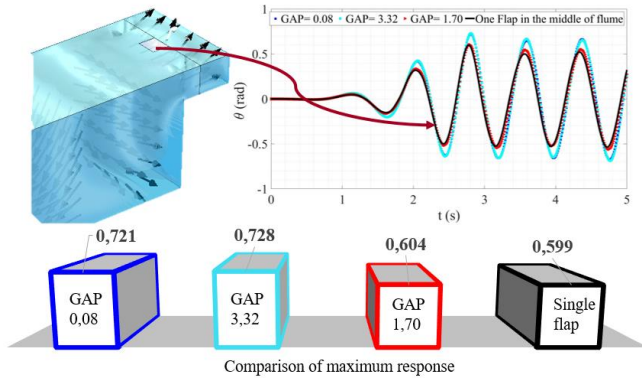 GAP= 0.08 GAP= 3.32 GAP= 1.70 One Flap in the middle of flume
1
0.5
0
-0.5
-1
θ (rad)
0 1 2 3 4 5
t (s)
0,721 0,728 0,604 0,599
GAP GAP GAP Single
0,08 3,32 1,70 flap
Comparison of maximum response